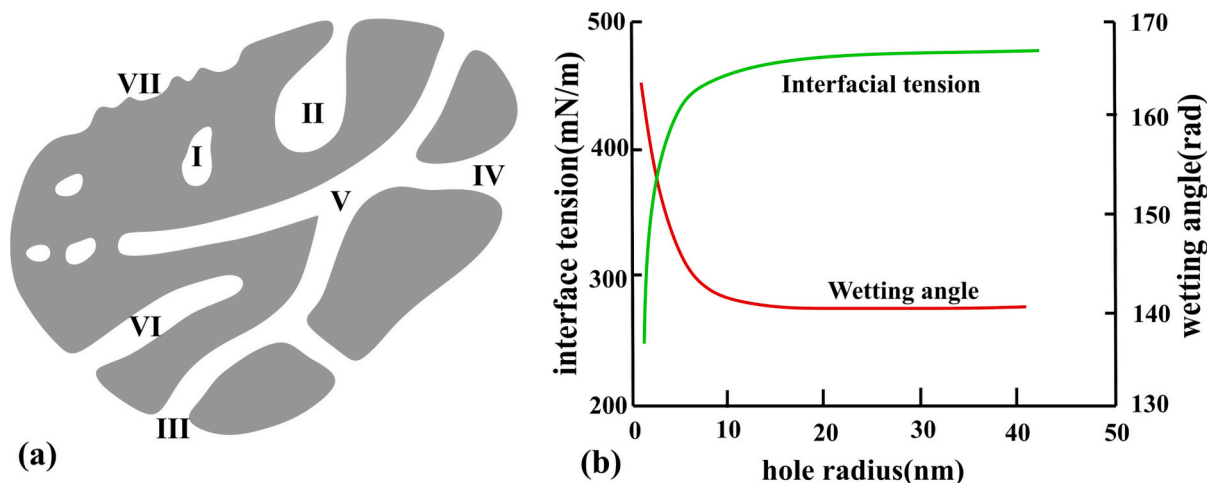 VII
II
I
IV
V
VI
III
(a)
500
400
300
200
interface tension(mN/m)
Interfacial tension
Wetting angle
170
160
150
140
130
wetting angle(rad)
0 10 20 30 40 50
hole radius(nm)
(b)